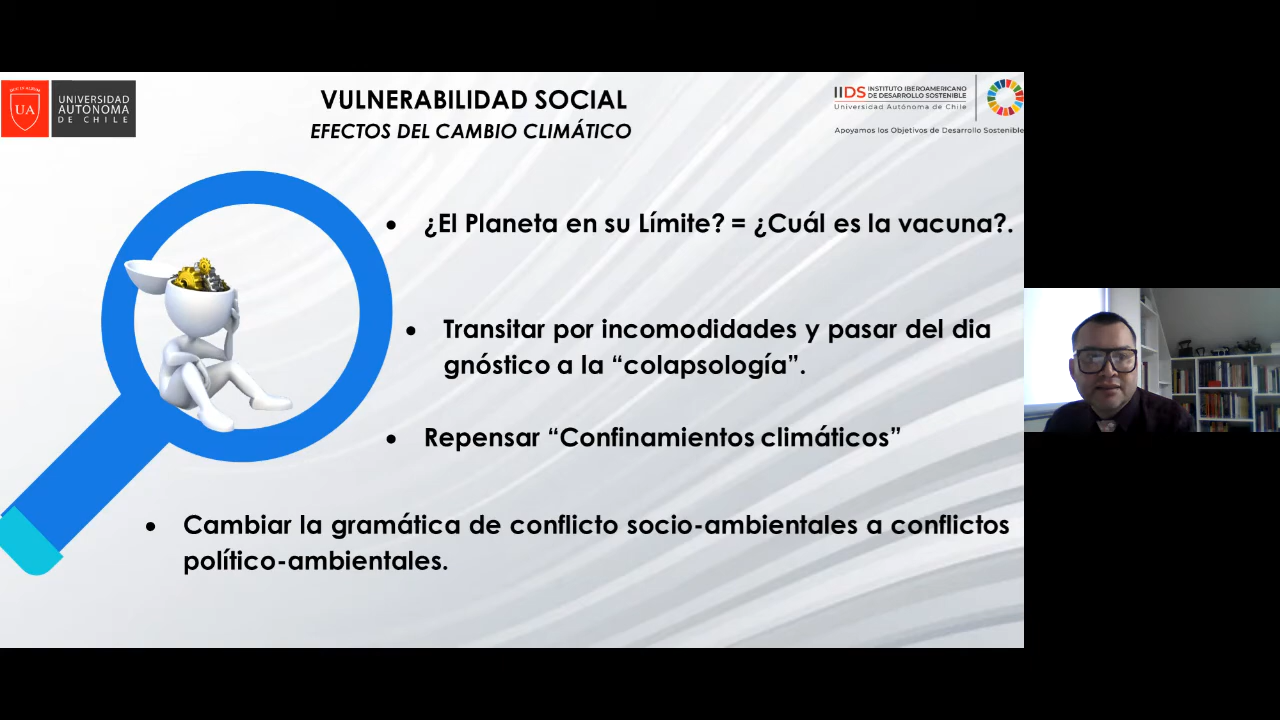 UA
UNIVERSIDAD
AUTÓNOMA
DE CHILE
VULNERABILIDAD SOCIAL
EFECTOS DEL CAMBIO CLIMÁTICO
IIDS INSTITUTO IBEROAMERICANO
DE DESARROLLO SOSTENIBLE
Universidad Autónoma de Chile
Apoyamos los Objetivos de Desarrollo Sostenible
• ¿El Planeta en su Límite? = ¿Cuál es la vacuna?.
• Transitar por incomodidades y pasar del dia
gnóstico a la “colapsología”.
• Repensar “Confinamientos climáticos”
• Cambiar la gramática de conflicto socio-ambientales a conflictos
político-ambientales.